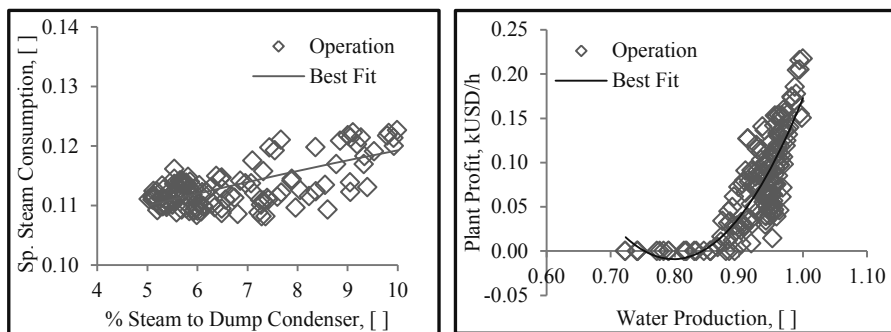 0.14
0.13
0.12
0.11
0.10
Sp. Steam Consumption, [ ]
Operation
Best Fit
4 5 6 7 8 9 10
% Steam to Dump Condenser, [ ]
0.25
0.20
0.15
0.10
0.05
0.00
-0.05
Plant Profit, kUSD/h
Operation
Best Fit
0.60 0.70 0.80 0.90 1.00 1.10
Water Production, [ ]